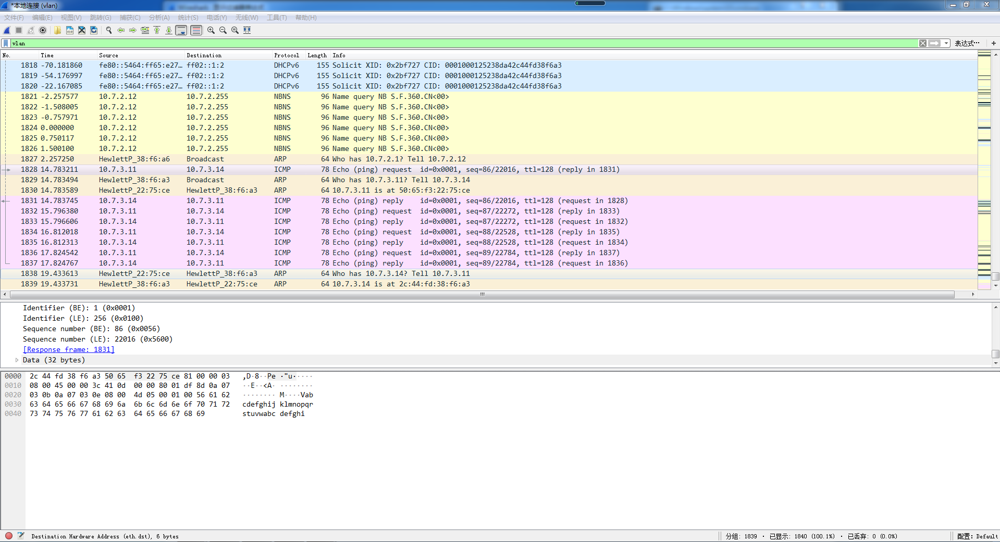 *本地连接 (vlan)
文件(F) 编辑(E) 视图(V) 跳转(G) 捕获(C) 分析(A) 统计(S) 电话(Y) 无线(W) 工具(T) 帮助(H)
vlan 表达式… +
No. Time Source Destination Protocol Length Info
1818 -70.181860 fe80::5464:ff65:e27… ff02::1:2 DHCPv6 155 Solicit XID: 0x2bf727 CID: 0001000125238da42c44fd38f6a3
1819 -54.176997 fe80::5464:ff65:e27… ff02::1:2 DHCPv6 155 Solicit XID: 0x2bf727 CID: 0001000125238da42c44fd38f6a3
1820 -22.167085 fe80::5464:ff65:e27… ff02::1:2 DHCPv6 155 Solicit XID: 0x2bf727 CID: 0001000125238da42c44fd38f6a3
1821 -2.257577 10.7.2.12 10.7.2.255 NBNS 96 Name query NB S.F.360.CN<00>
1822 -1.508005 10.7.2.12 10.7.2.255 NBNS 96 Name query NB S.F.360.CN<00>
1823 -0.757971 10.7.2.12 10.7.2.255 NBNS 96 Name query NB S.F.360.CN<00>
1824 0.000000 10.7.2.12 10.7.2.255 NBNS 96 Name query NB S.F.360.CN<00>
1825 0.750117 10.7.2.12 10.7.2.255 NBNS 96 Name query NB S.F.360.CN<00>
1826 1.500100 10.7.2.12 10.7.2.255 NBNS 96 Name query NB S.F.360.CN<00>
1827 2.257250 HewlettP_38:f6:a6 Broadcast ARP 64 Who has 10.7.2.1? Tell 10.7.2.12
1828 14.783211 10.7.3.11 10.7.3.14 ICMP 78 Echo (ping) request id=0x0001, seq=86/22016, ttl=128 (reply in 1831)
1829 14.783494 HewlettP_38:f6:a3 Broadcast ARP 64 Who has 10.7.3.11? Tell 10.7.3.14
1830 14.783589 HewlettP_22:75:ce HewlettP_38:f6:a3 ARP 64 10.7.3.11 is at 50:65:f3:22:75:ce
1831 14.783745 10.7.3.14 10.7.3.11 ICMP 78 Echo (ping) reply id=0x0001, seq=86/22016, ttl=128 (request in 1828)
1832 15.796380 10.7.3.11 10.7.3.14 ICMP 78 Echo (ping) request id=0x0001, seq=87/22272, ttl=128 (reply in 1833)
1833 15.796606 10.7.3.14 10.7.3.11 ICMP 78 Echo (ping) reply id=0x0001, seq=87/22272, ttl=128 (request in 1832)
1834 16.812018 10.7.3.11 10.7.3.14 ICMP 78 Echo (ping) request id=0x0001, seq=88/22528, ttl=128 (reply in 1835)
1835 16.812313 10.7.3.14 10.7.3.11 ICMP 78 Echo (ping) reply id=0x0001, seq=88/22528, ttl=128 (request in 1834)
1836 17.824542 10.7.3.11 10.7.3.14 ICMP 78 Echo (ping) request id=0x0001, seq=89/22784, ttl=128 (reply in 1837)
1837 17.824767 10.7.3.14 10.7.3.11 ICMP 78 Echo (ping) reply id=0x0001, seq=89/22784, ttl=128 (request in 1836)
1838 19.433613 HewlettP_22:75:ce HewlettP_38:f6:a3 ARP 64 Who has 10.7.3.14? Tell 10.7.3.11
1839 19.433731 HewlettP_38:f6:a3 HewlettP_22:75:ce ARP 64 10.7.3.14 is at 2c:44:fd:38:f6:a3
Identifier (BE): 1 (0x0001)
Identifier (LE): 256 (0x0100)
Sequence number (BE): 86 (0x0056)
Sequence number (LE): 22016 (0x5600)
[Response frame: 1831]
Data (32 bytes)
0000 2c 44 fd 38 f6 a3 50 65 f3 22 75 ce 81 00 00 03 ,D·8··Pe ·"u·····
0010 08 00 45 00 00 3c 41 0d 00 00 80 01 df 8d 0a 07 ··E··<A· ········
0020 03 0b 0a 07 03 0e 08 00 4d 05 00 01 00 56 61 62 ········ M····Vab
0030 63 64 65 66 67 68 69 6a 6b 6c 6d 6e 6f 70 71 72 cdefghij klmnopqr
0040 73 74 75 76 77 61 62 63 64 65 66 67 68 69 stuvwabc defghi
Destination Hardware Address (eth.dst), 6 bytes 分组: 1839 · 已显示: 1840 (100.1%) · 已丢弃: 0 (0.0%) 配置: Default